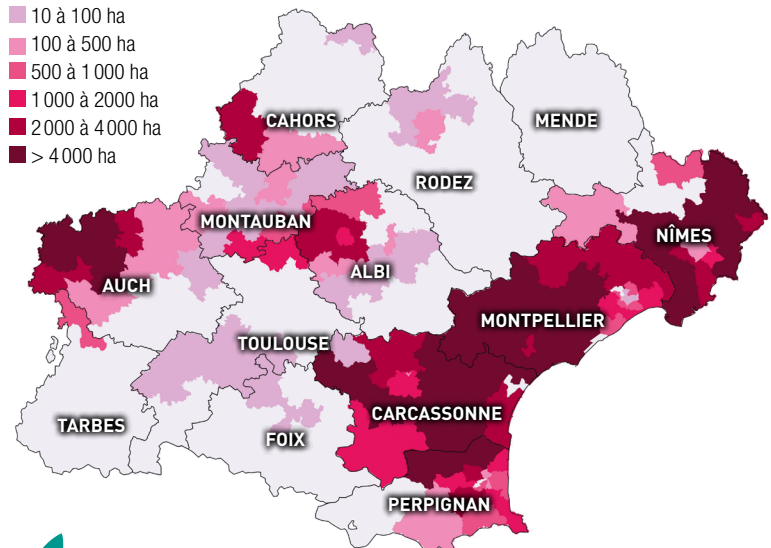 10 à 100 ha
100 à 500 ha
500 à 1 000 ha
1 000 à 2000 ha
2 000 à 4 000 ha
> 4 000 ha
CAHORS
MENDE
RODEZ
MONTAUBAN
NÎMES
ALBI
AUCH
MONTPELLIER
TOULOUSE
CARCASSONNE
TARBES
FOIX
PERPIGNAN